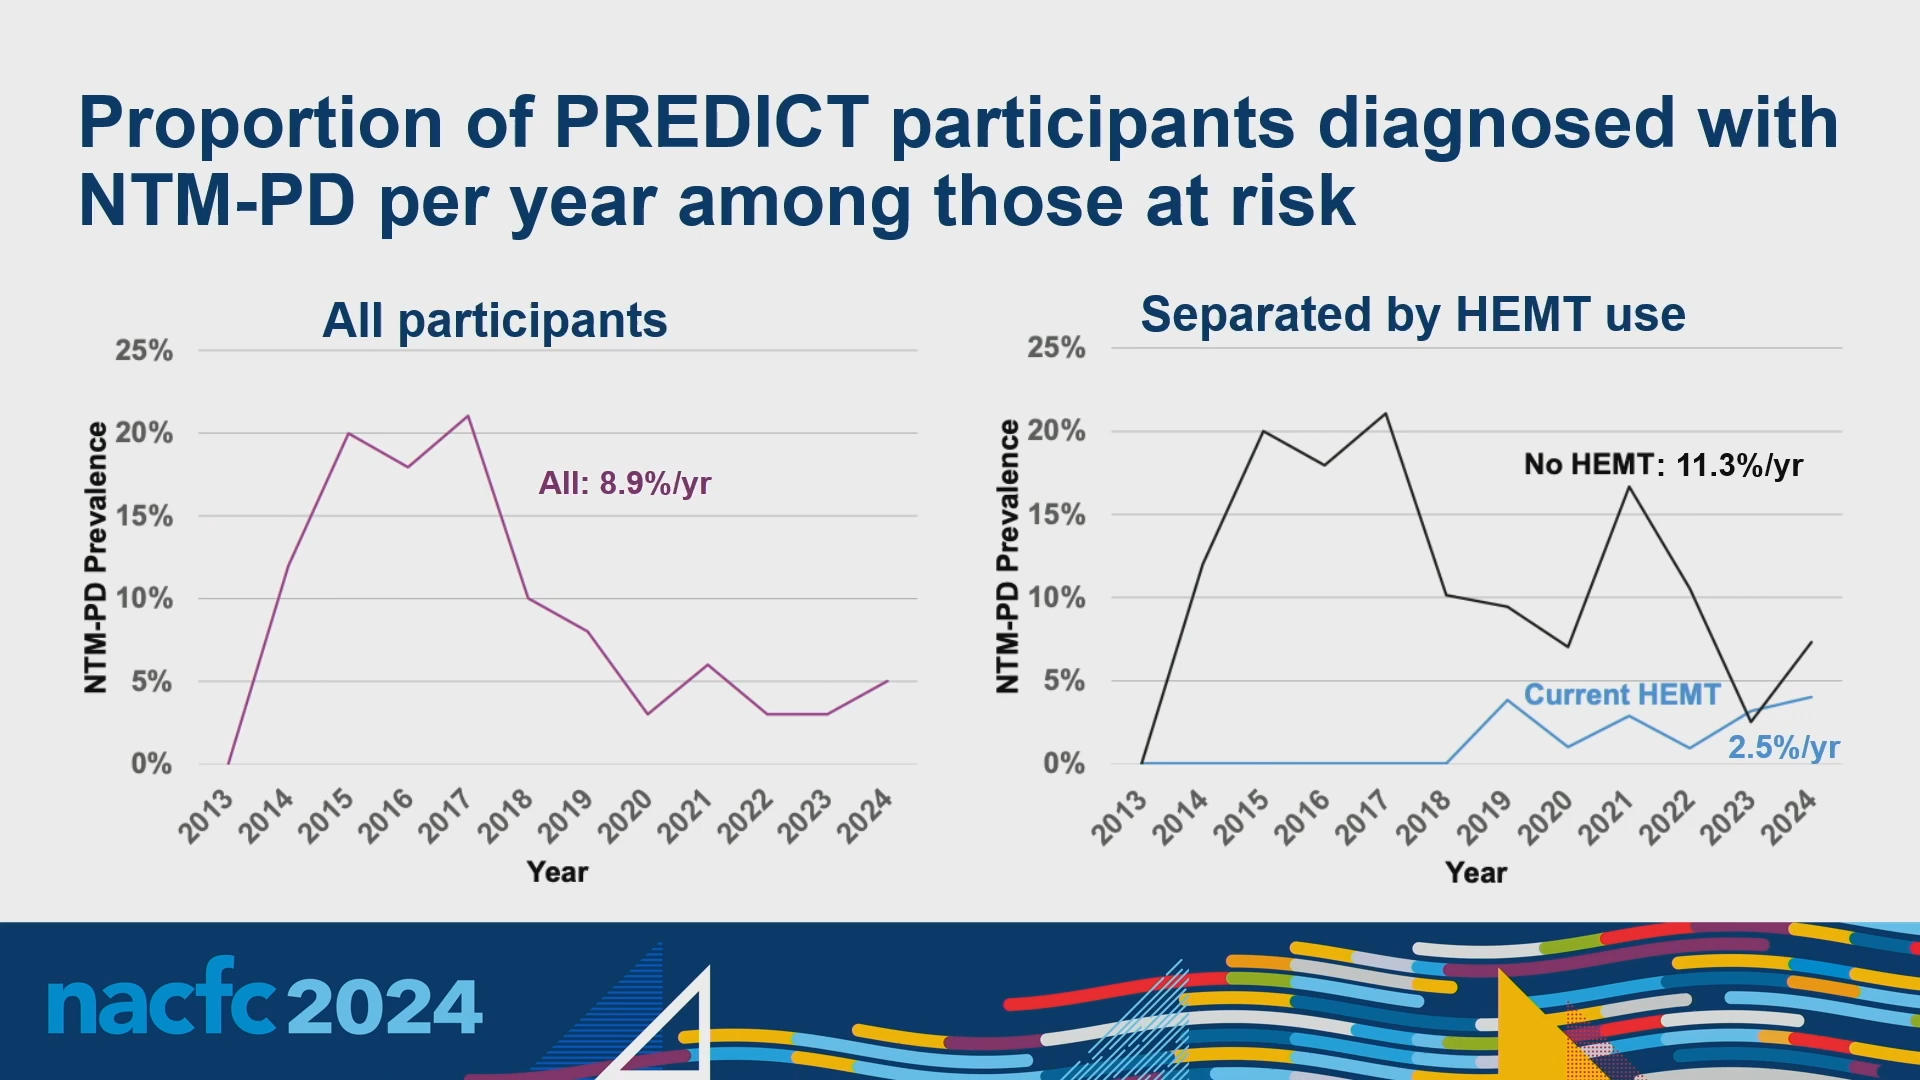 Proportion of PREDICT participants diagnosed with
NTM-PD per year among those at risk
All participants
25%
20%
15%
10%
5%
0%
NTM-PD Prevalence
All: 8.9%/yr
2013 2014 2015 2016 2017 2018 2019 2020 2021 2022 2023 2024
Year
Separated by HEMT use
25%
20%
15%
10%
5%
0%
NTM-PD Prevalence
No HEMT: 11.3%/yr
Current HEMT
2.5%/yr
2013 2014 2015 2016 2017 2018 2019 2020 2021 2022 2023 2024
Year
nacfc 2024